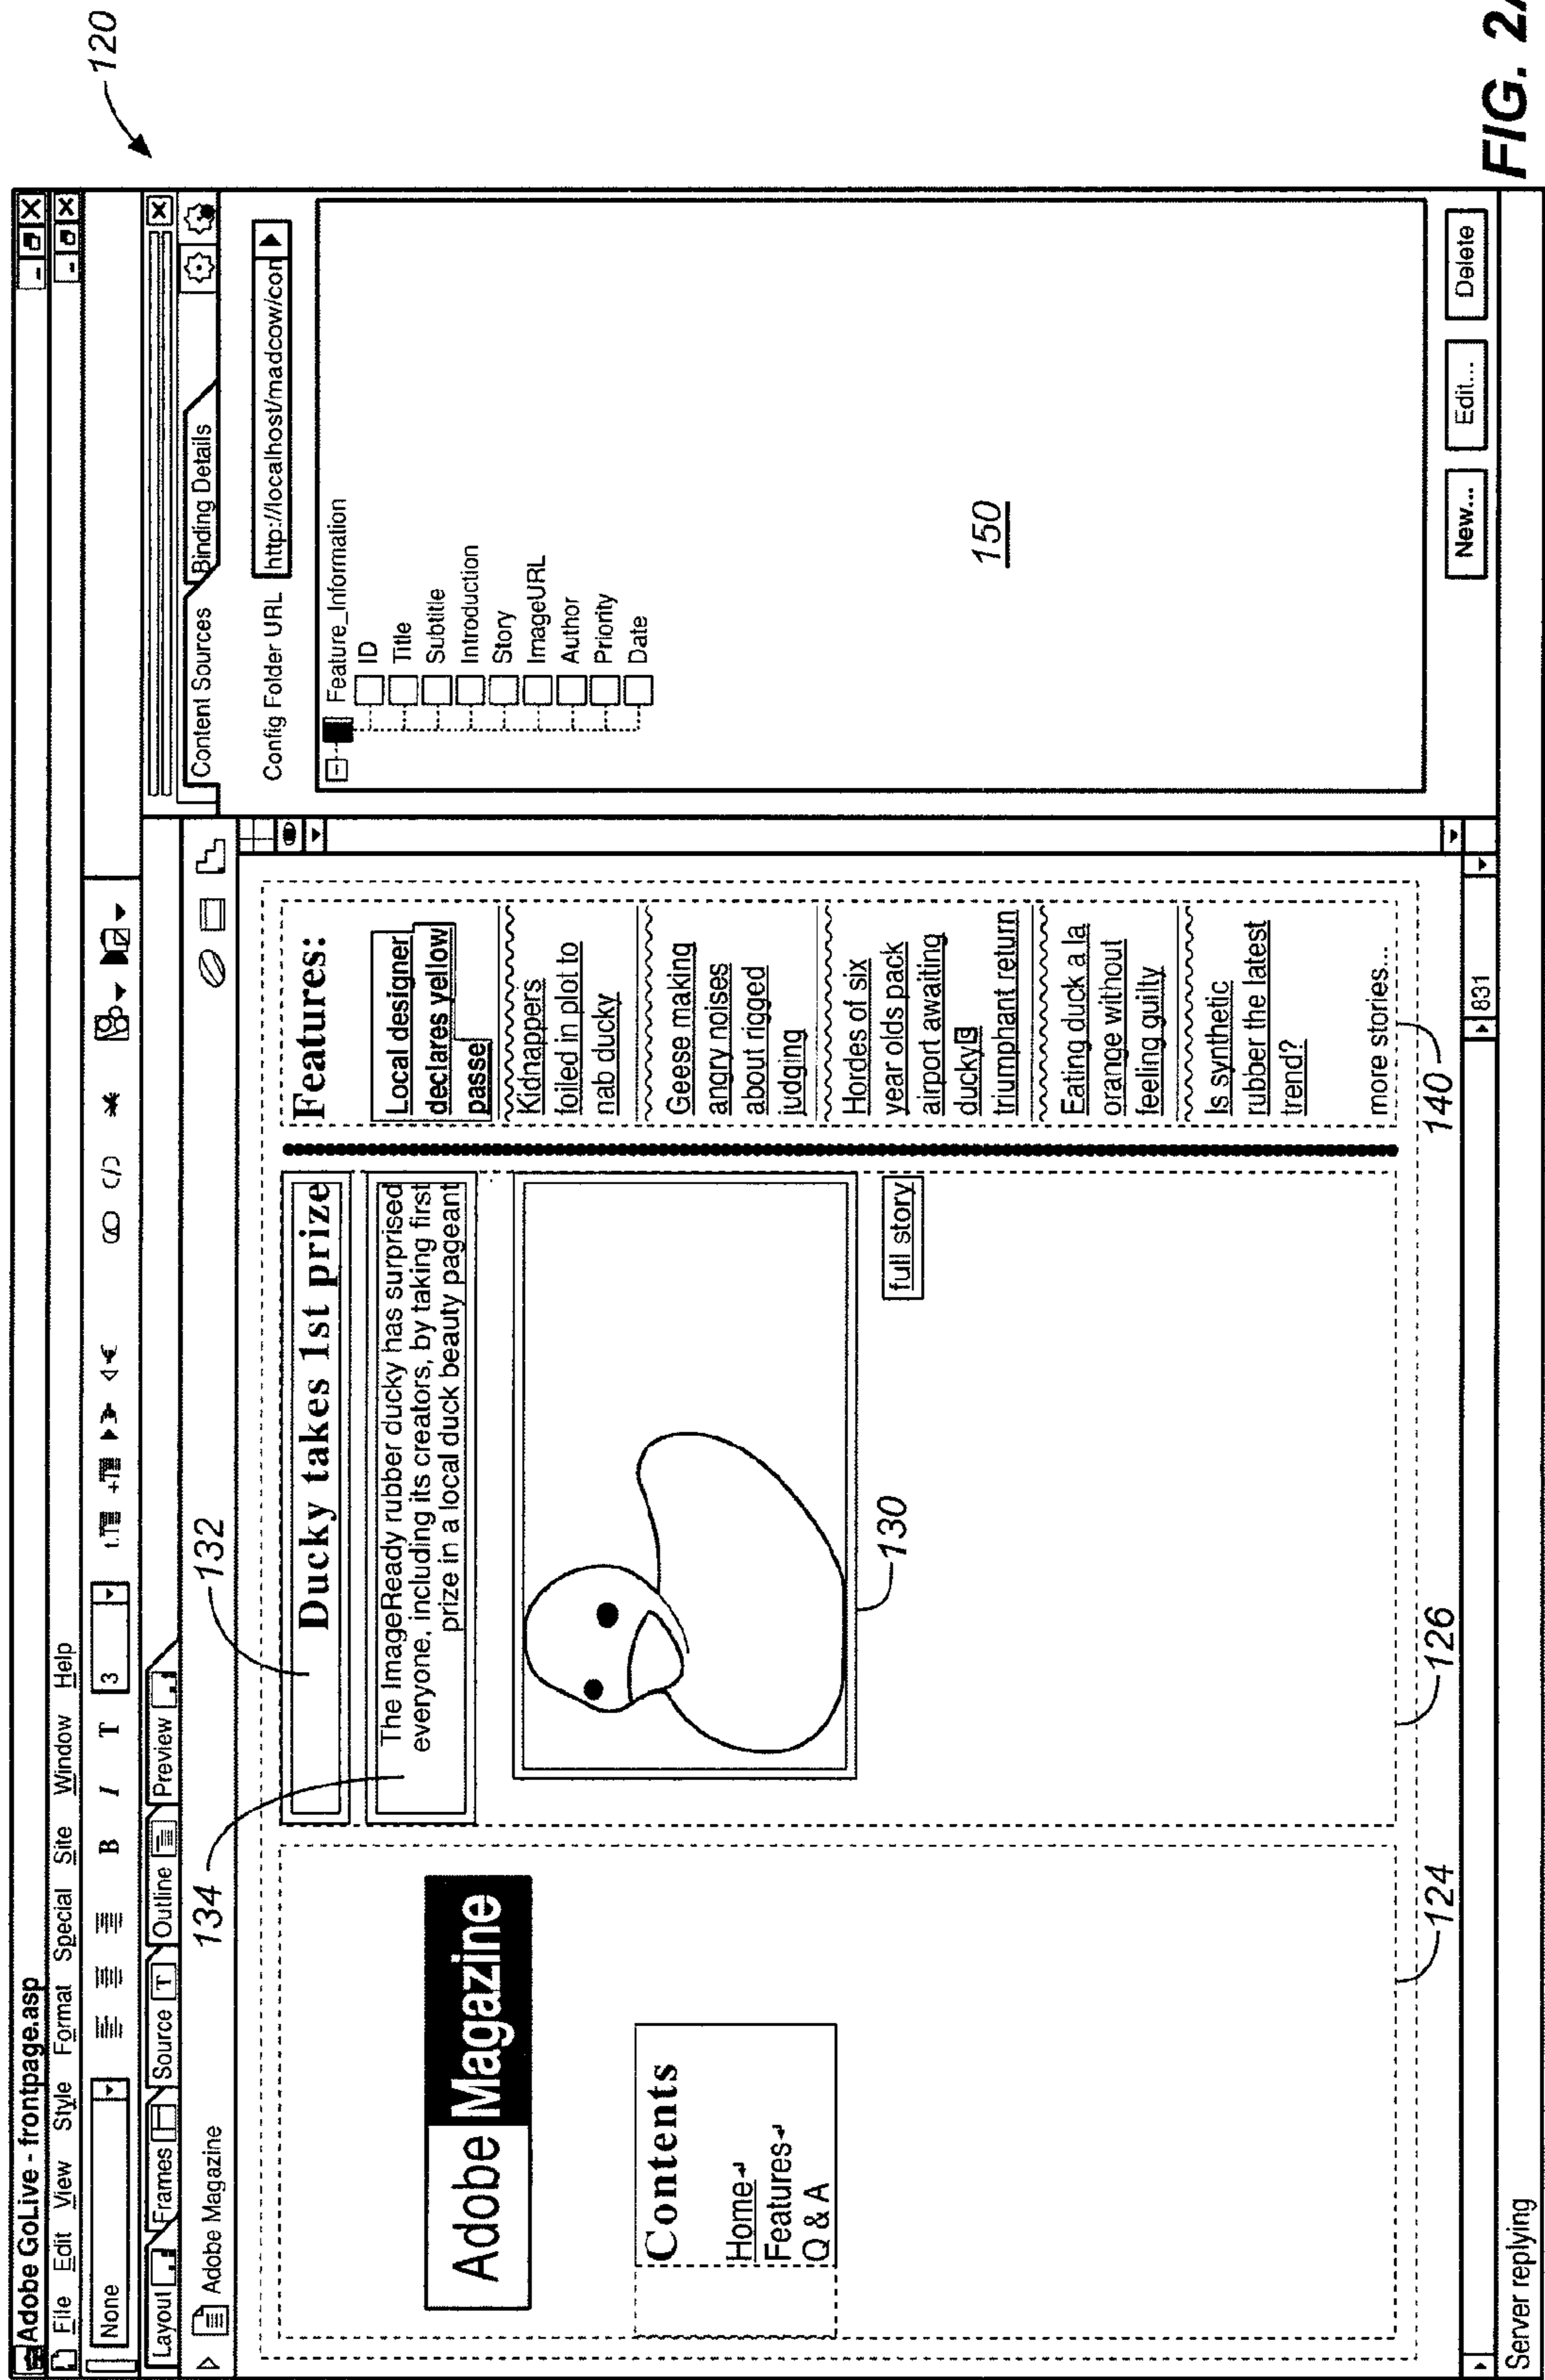 120
Adobe GoLive - frontpage.asp
File Edit View Style Format Special Site Window Help
None
B I T 3
Layout Frames Source T Outline Preview
Adobe Magazine
134
132
Adobe Magazine
Contents
Home
Features
Q & A
Ducky takes 1st prize
The ImageReady rubber ducky has surprised
everyone, including its creators, by taking first
prize in a local duck beauty pageant
full story
130
Features:
Local designer
declares yellow
passe
Kidnappers
foiled in plot to
nab ducky
Geese making
angry noises
about rigged
judging
Hordes of six
year olds pack
airport awaiting
ducky
triumphant return
Eating duck a la
orange without
feeling guilty
Is synthetic
rubber the latest
trend?
more stories...
124
126
140
831
Content Sources Binding Details
Config Folder URL http://localhost/madcow/con
Feature_Information
ID
Title
Subtitle
Introduction
Story
ImageURL
Author
Priority
Date
150
New... Edit... Delete
Server replying